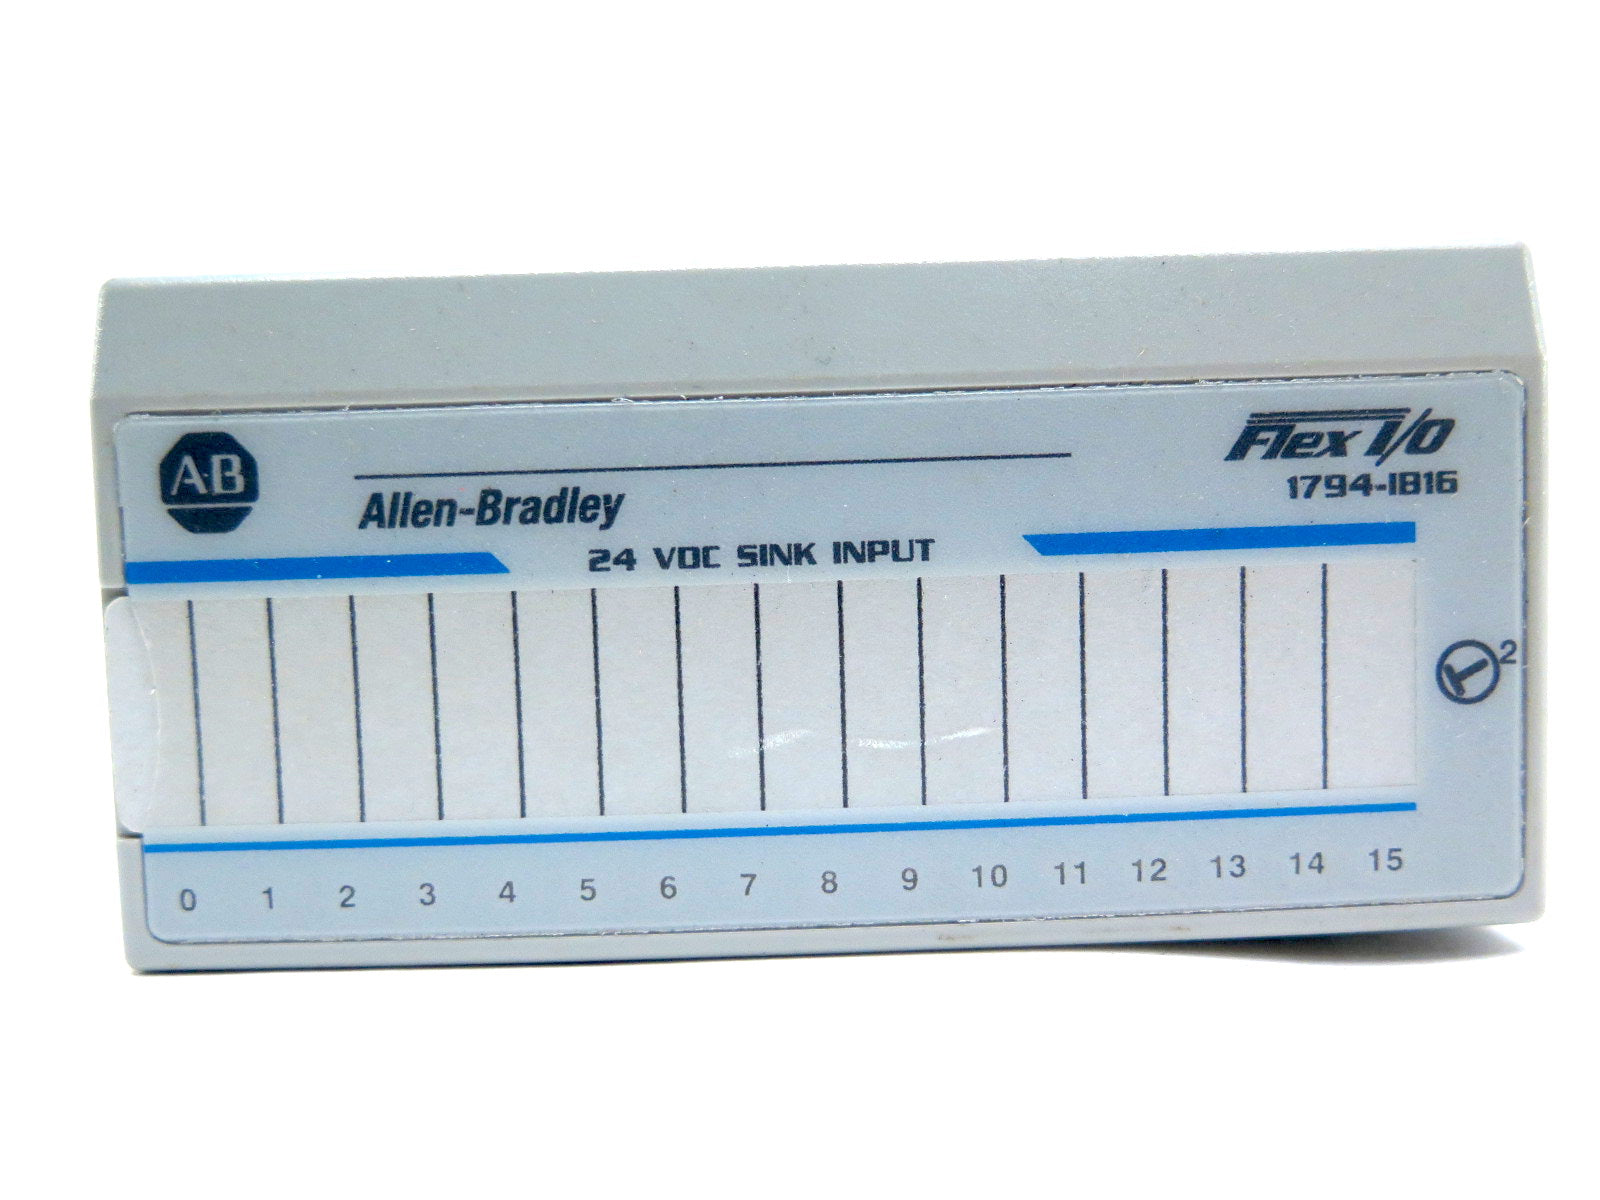 A·B
Allen-Bradley
Flex I/O
1794-IB16
24 VDC SINK INPUT
2
0 1 2 3 4 5 6 7 8 9 10 11 12 13 14 15